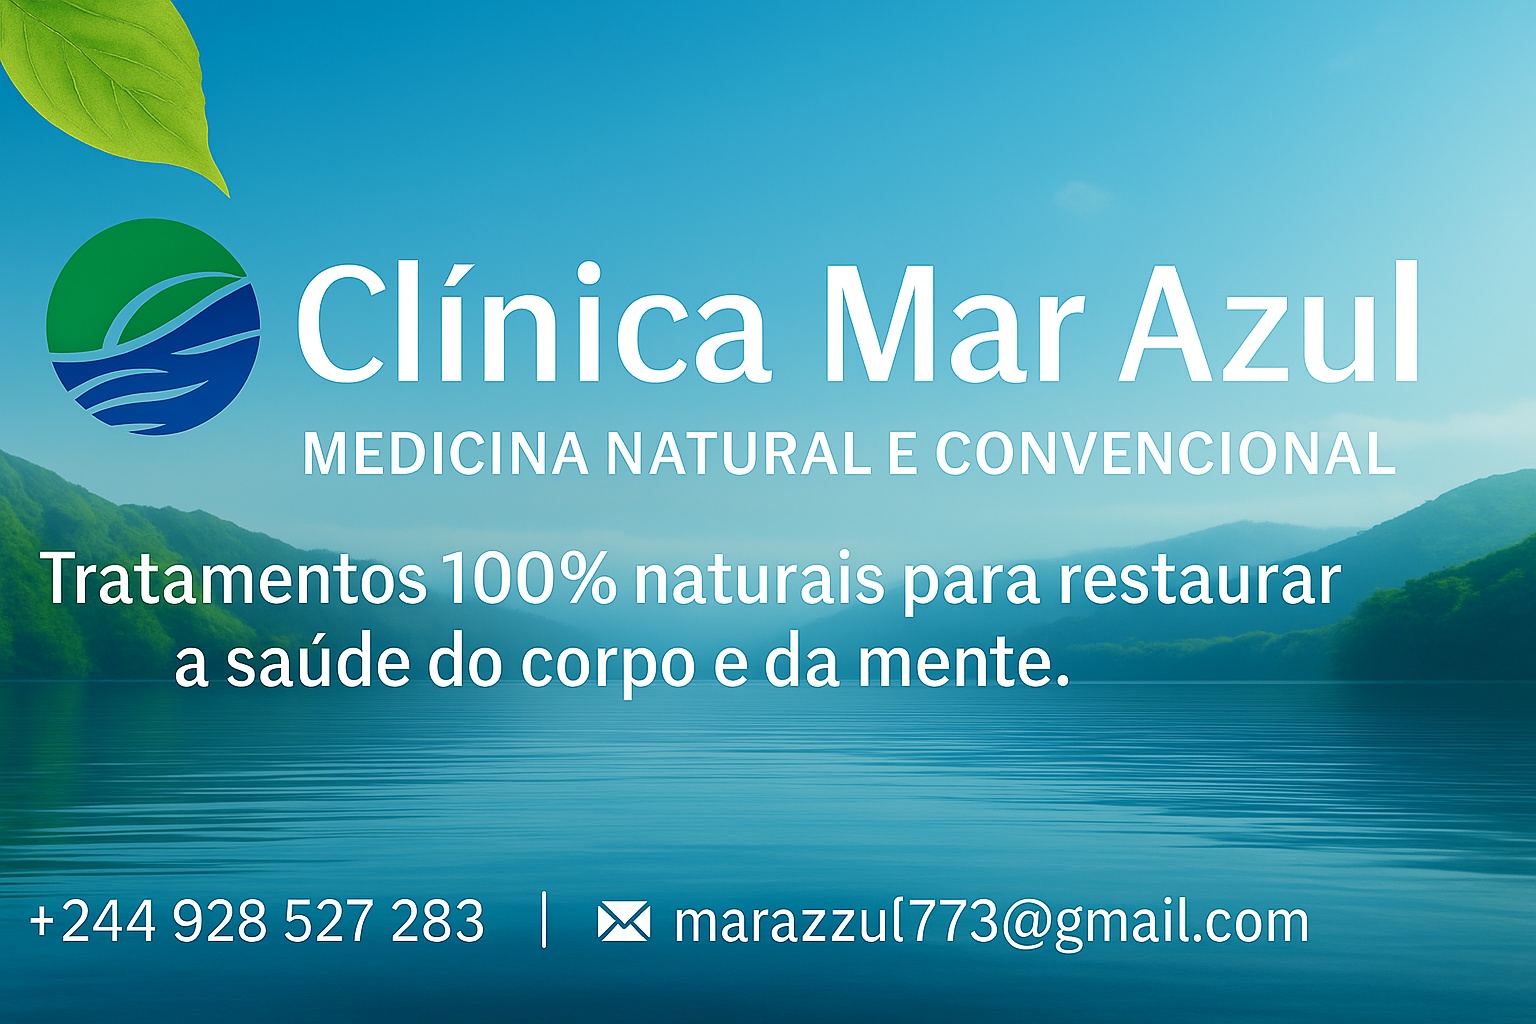 Clínica Mar Azul
MEDICINA NATURAL E CONVENCIONAL
Tratamentos 100% naturais para restaurar
a saúde do corpo e da mente.
+244 928 527 283 | marazzul773@gmail.com